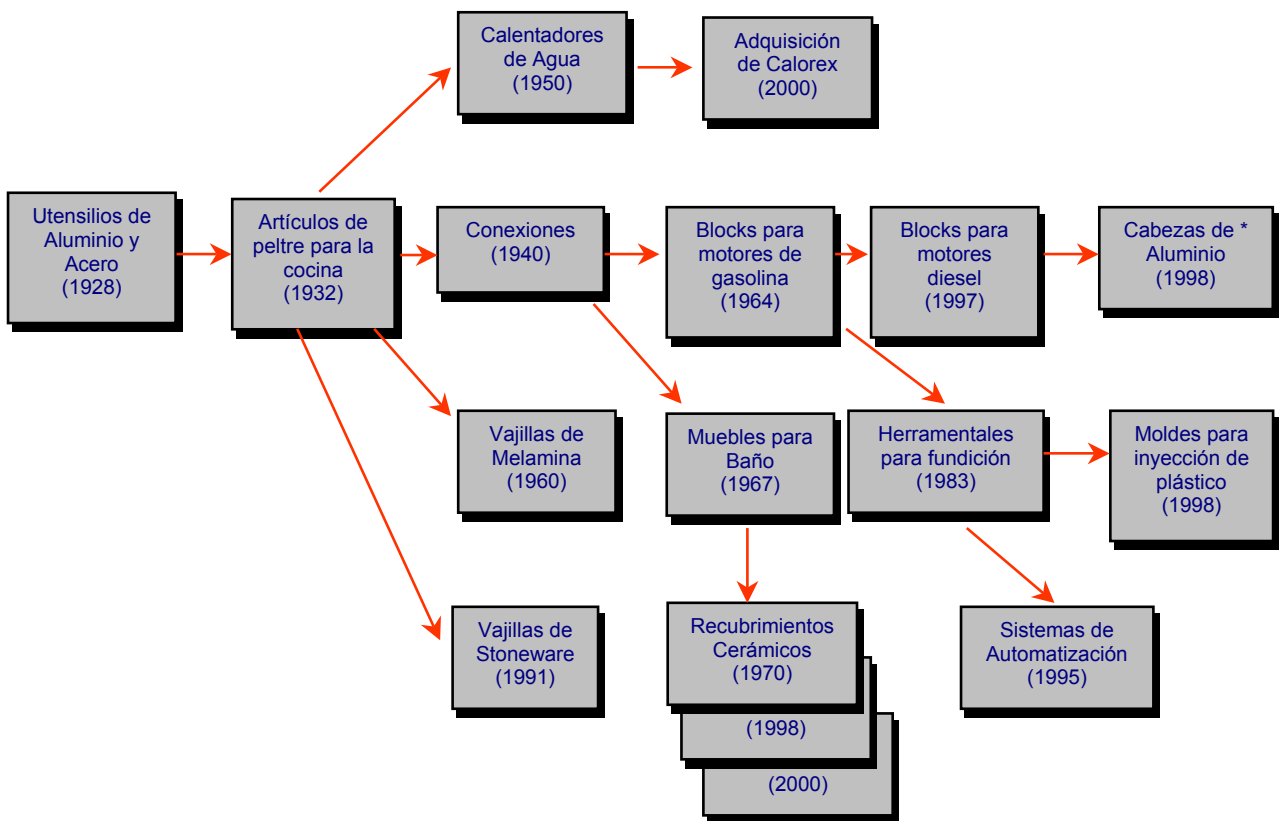 Calentadores
de Agua
(1950)
Adquisición
de Calorex
(2000)
Utensilios de
Aluminio y
Acero
(1928)
Artículos de
peltre para la
cocina
(1932)
Conexiones
(1940)
Blocks para
motores de
gasolina
(1964)
Blocks para
motores
diesel
(1997)
Cabezas de *
Aluminio
(1998)
Vajillas de
Melamina
(1960)
Muebles para
Baño
(1967)
Herramentales
para fundición
(1983)
Moldes para
inyección de
plástico
(1998)
Vajillas de
Stoneware
(1991)
Recubrimientos
Cerámicos
(1970)
(1998)
(2000)
Sistemas de
Automatización
(1995)